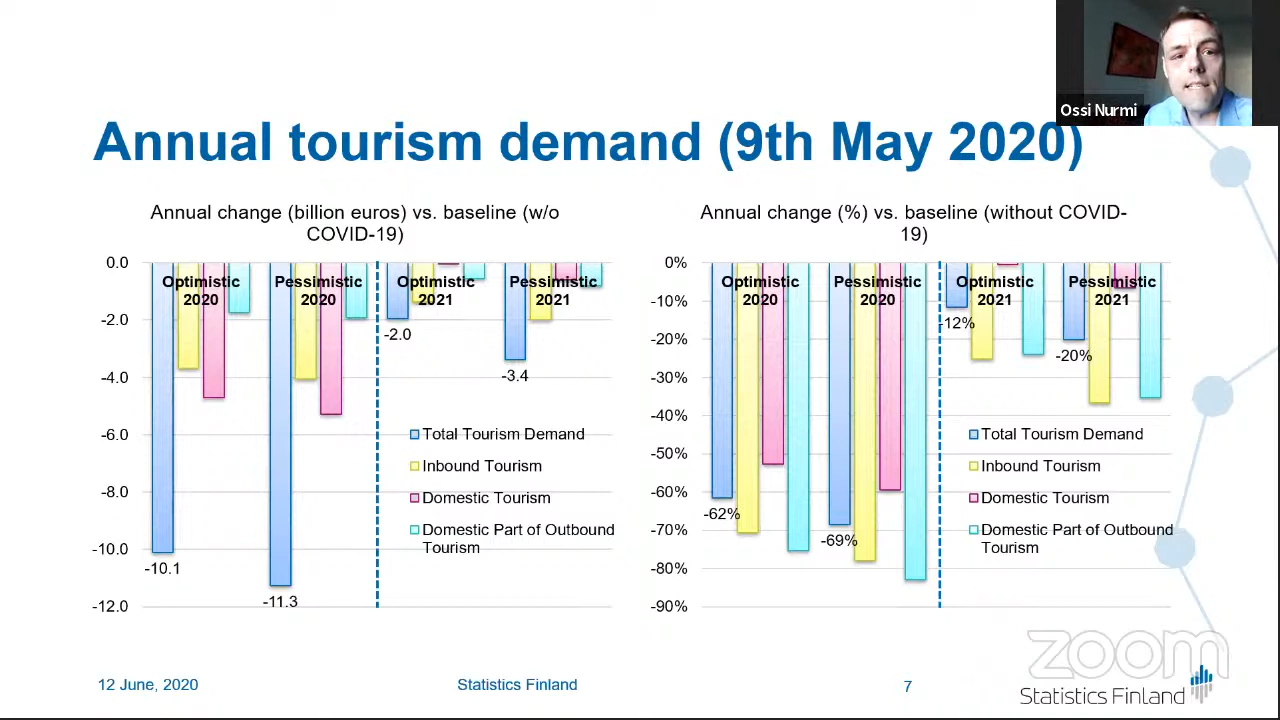 Ossi Nurmi
Annual tourism demand (9th May 2020)
Annual change (billion euros) vs. baseline (w/o
COVID-19)
0.0
-2.0
-4.0
-6.0
-8.0
-10.0
-12.0
Optimistic
2020
Pessimistic
2020
Optimistic
2021
Pessimistic
2021
-10.1
-11.3
-2.0
-3.4
Total Tourism Demand
Inbound Tourism
Domestic Tourism
Domestic Part of Outbound
Tourism
Annual change (%) vs. baseline (without COVID-
19)
0%
-10%
-20%
-30%
-40%
-50%
-60%
-70%
-80%
-90%
Optimistic
2020
Pessimistic
2020
Optimistic
2021
Pessimistic
2021
-62%
-69%
-12%
-20%
Total Tourism Demand
Inbound Tourism
Domestic Tourism
Domestic Part of Outbound
Tourism
12 June, 2020
Statistics Finland
7
zoom
Statistics Finland